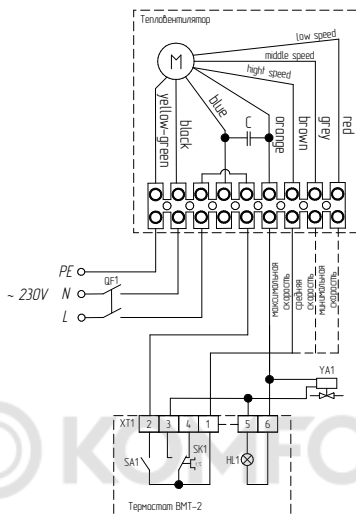 Тепловентилятор
low speed
middle speed
hight speed
M
C
yellow-green
black
blue
orange
brown
grey
red
PE
QF1
~ 230V
N
L
максимальная
скорость
средняя
скорость
минимальная
скорость
YA1
XT1 2 3 4 1 5 6
SA1
SK1
HL1
Термостат ВМТ-2
KOMFO